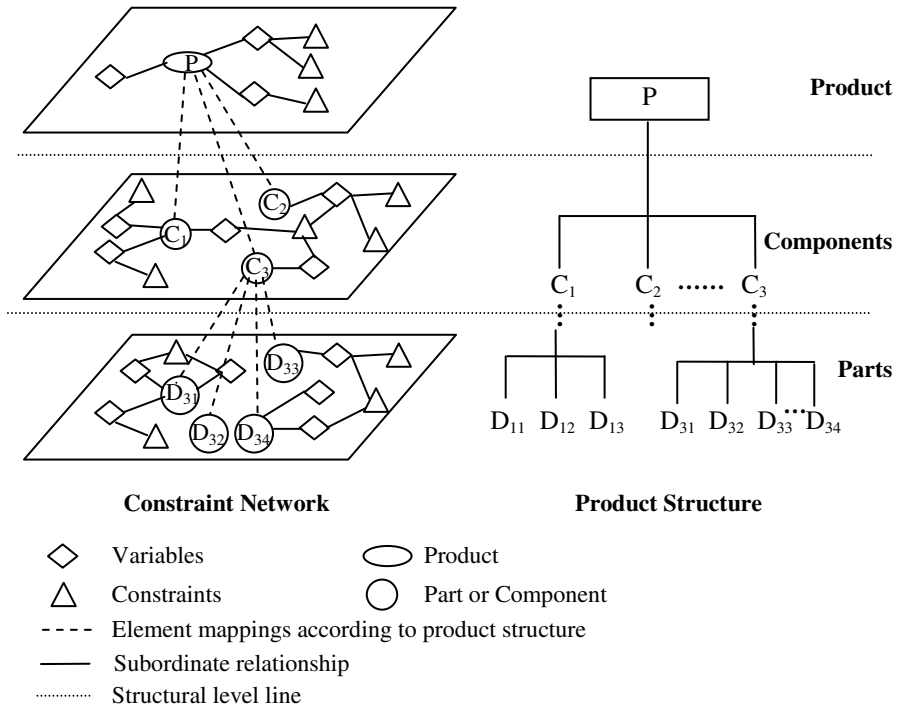 P
P
Product
C1
C2
C3
Components
C1
C2 ...... C3
D31
D32
D33
D34
Parts
D11 D12 D13 D31 D32 D33 ... D34
Constraint Network
Product Structure
Variables
Product
Constraints
Part or Component
Element mappings according to product structure
Subordinate relationship
Structural level line